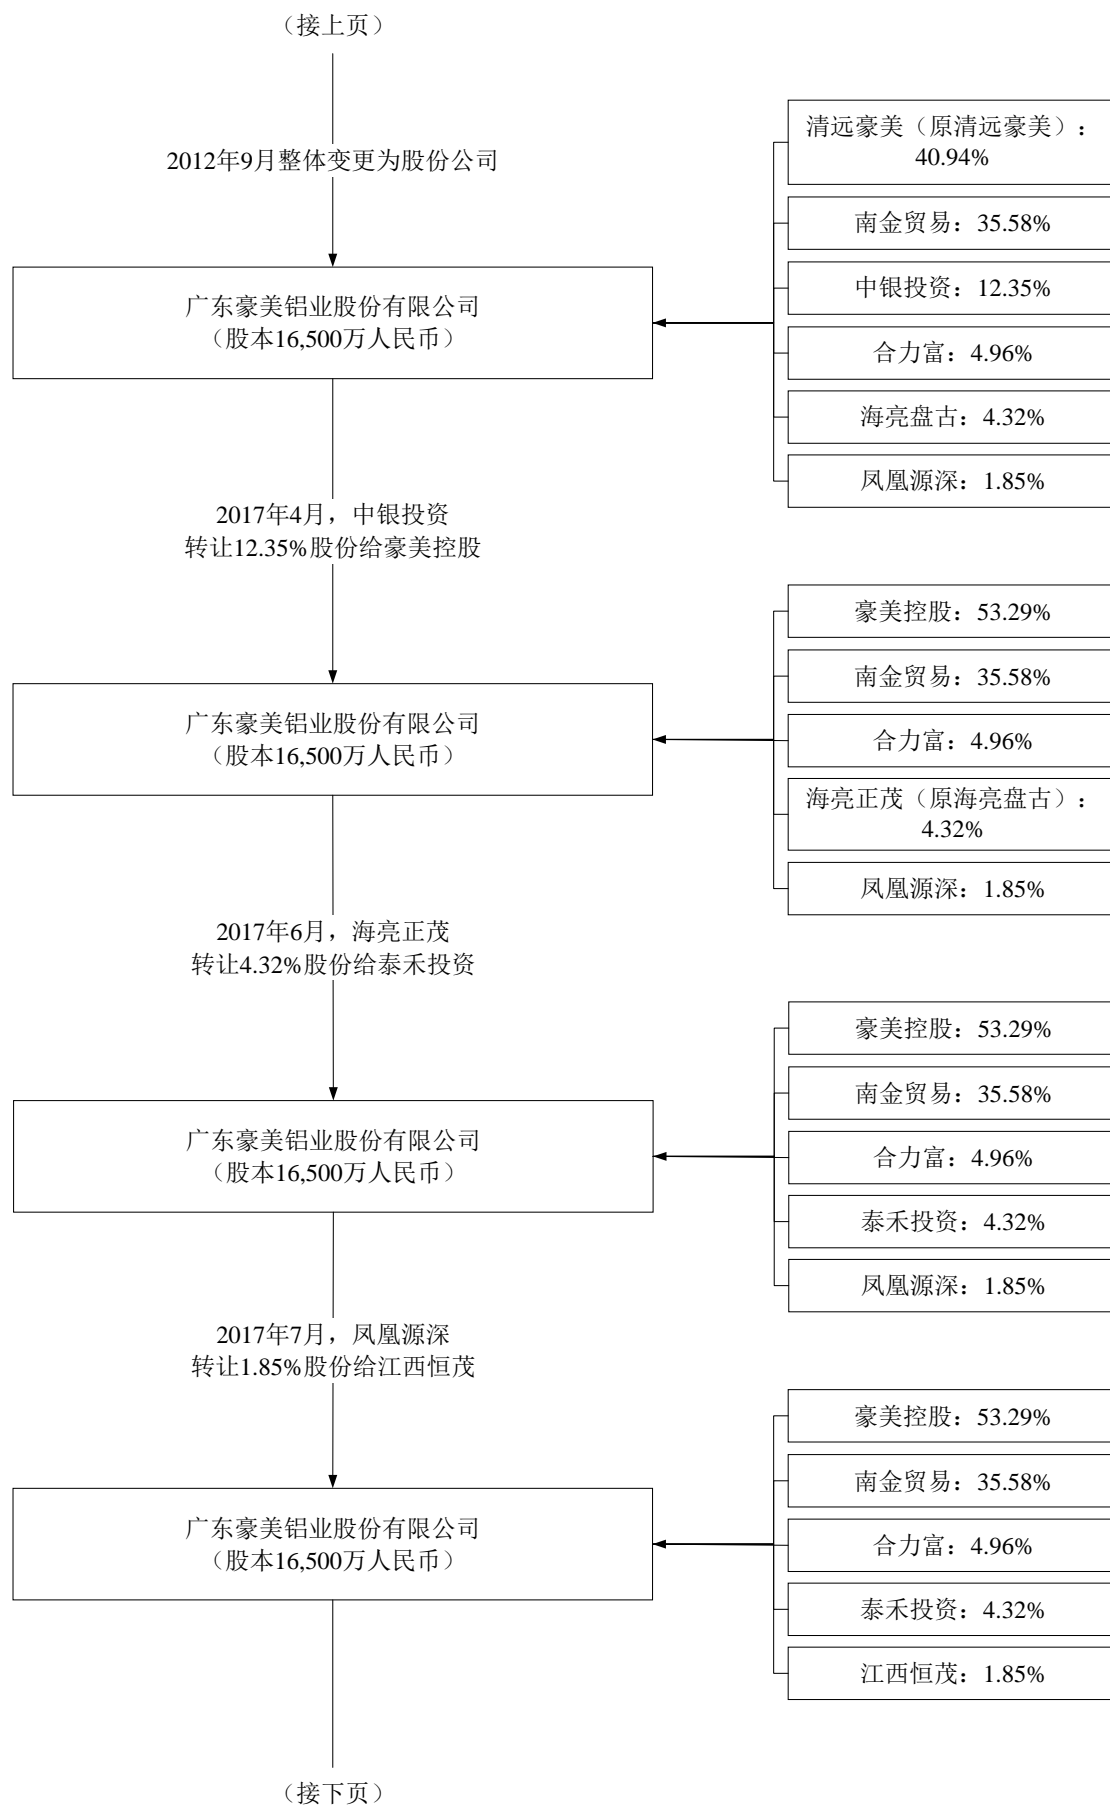 （接上页）
2012年9月整体变更为股份公司
清远豪美（原清远豪美）：
40.94%
南金贸易：35.58%
中银投资：12.35%
合力富：4.96%
海亮盘古：4.32%
凤凰源深：1.85%
广东豪美铝业股份有限公司
（股本16,500万人民币）
2017年4月，中银投资
转让12.35%股份给豪美控股
豪美控股：53.29%
南金贸易：35.58%
合力富：4.96%
海亮正茂（原海亮盘古）：
4.32%
凤凰源深：1.85%
广东豪美铝业股份有限公司
（股本16,500万人民币）
2017年6月，海亮正茂
转让4.32%股份给泰禾投资
豪美控股：53.29%
南金贸易：35.58%
合力富：4.96%
泰禾投资：4.32%
凤凰源深：1.85%
广东豪美铝业股份有限公司
（股本16,500万人民币）
2017年7月，凤凰源深
转让1.85%股份给江西恒茂
豪美控股：53.29%
南金贸易：35.58%
合力富：4.96%
泰禾投资：4.32%
江西恒茂：1.85%
广东豪美铝业股份有限公司
（股本16,500万人民币）
（接下页）